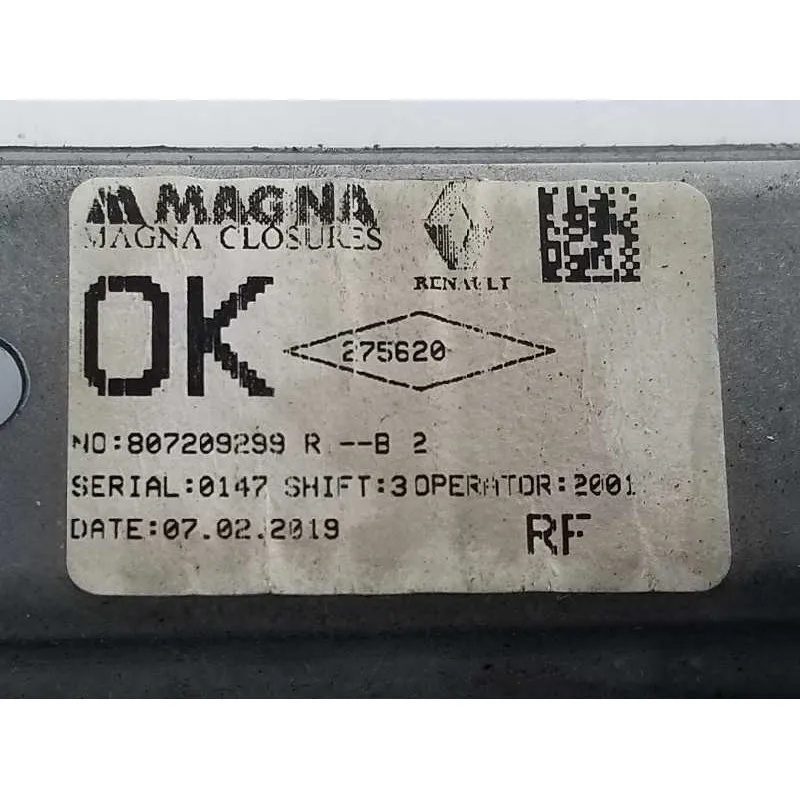 MAGNA
MAGNA CLOSURES
RENAULT
OK
275620
NO:807209299 R --B 2
SERIAL:0147 SHIFT:3 OPERATOR:2001
DATE:07.02.2019
RF